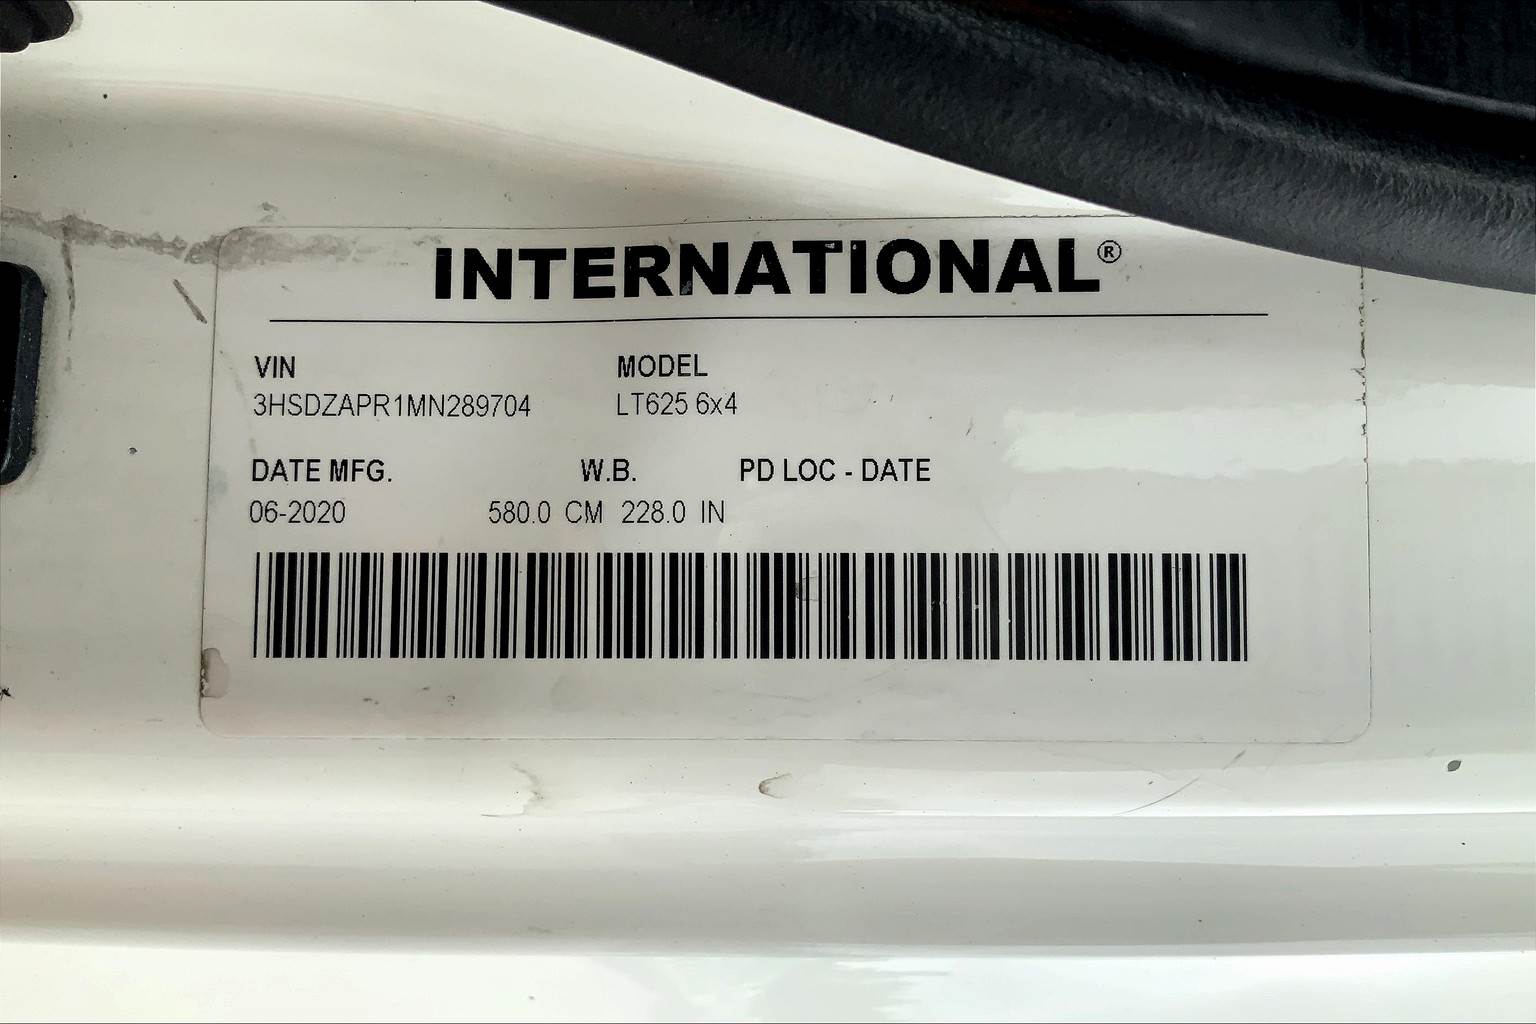 INTERNATIONAL®
VIN MODEL
3HSDZAPR1MN289704 LT625 6x4
DATE MFG. W.B. PD LOC - DATE
06-2020 580.0 CM 228.0 IN